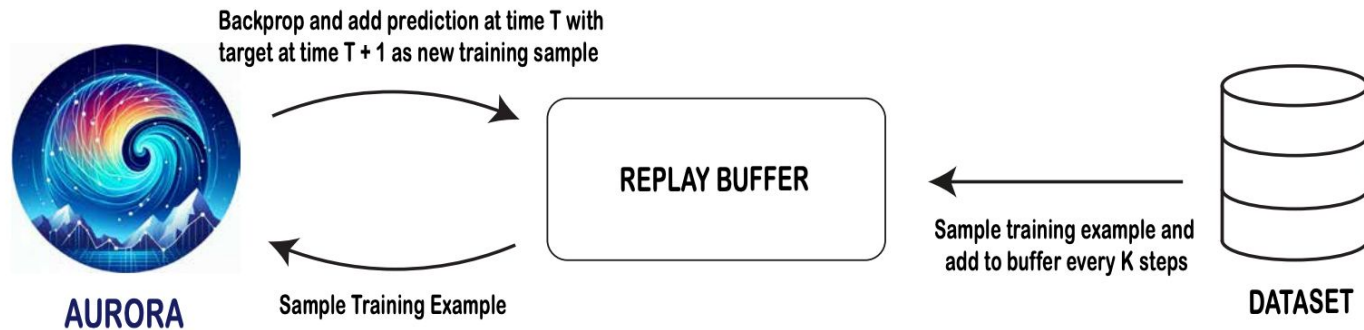 Backprop and add prediction at time T with
target at time T + 1 as new training sample
REPLAY BUFFER
Sample training example and
add to buffer every K steps
Sample Training Example
AURORA
DATASET